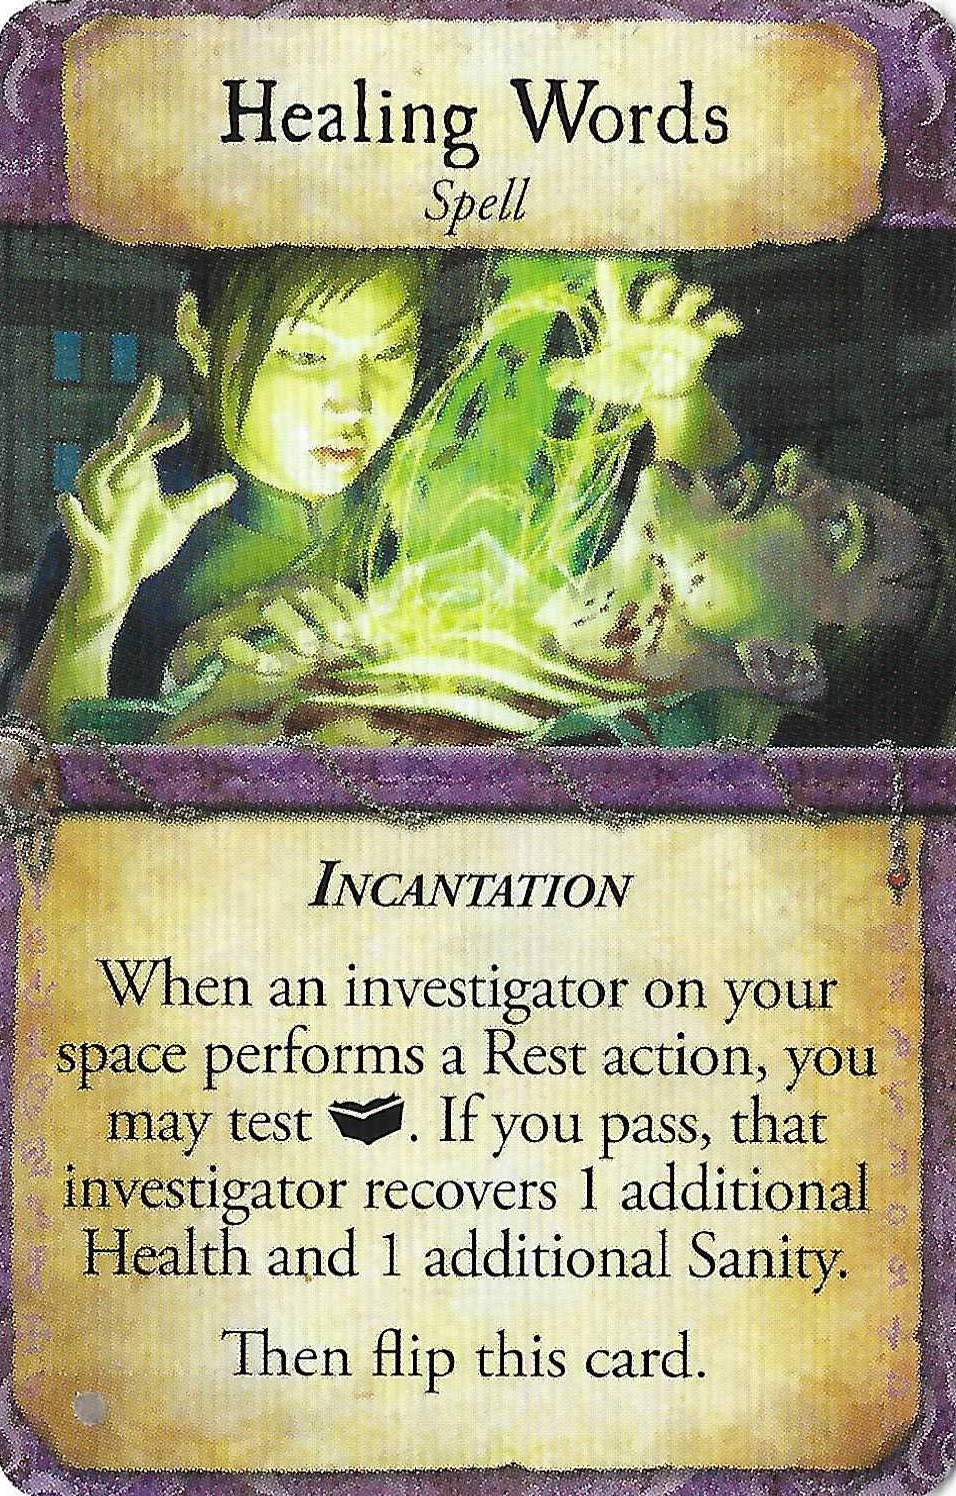 Healing Words
Spell
INCANTATION
When an investigator on your
space performs a Rest action, you
may test . If you pass, that
investigator recovers 1 additional
Health and 1 additional Sanity.
Then flip this card.